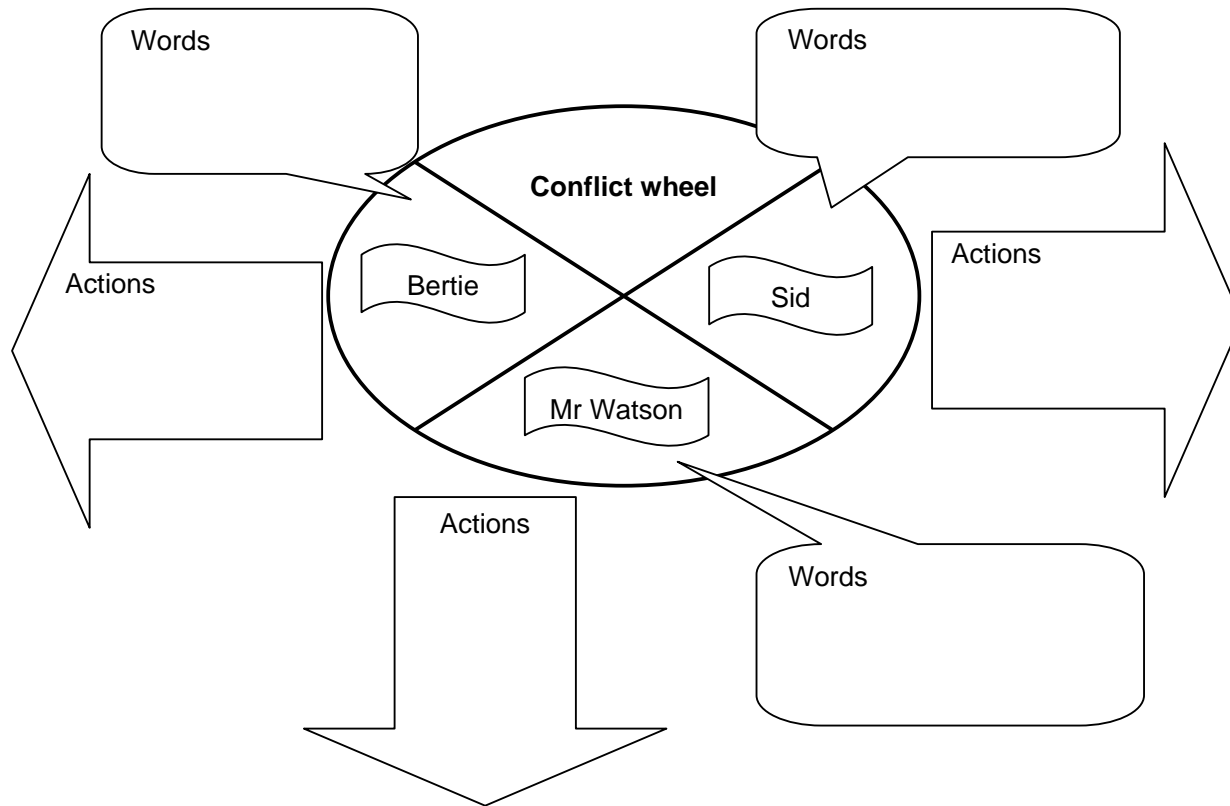 Words
Words
Conflict wheel
Actions
Bertie
Sid
Actions
Mr Watson
Actions
Words